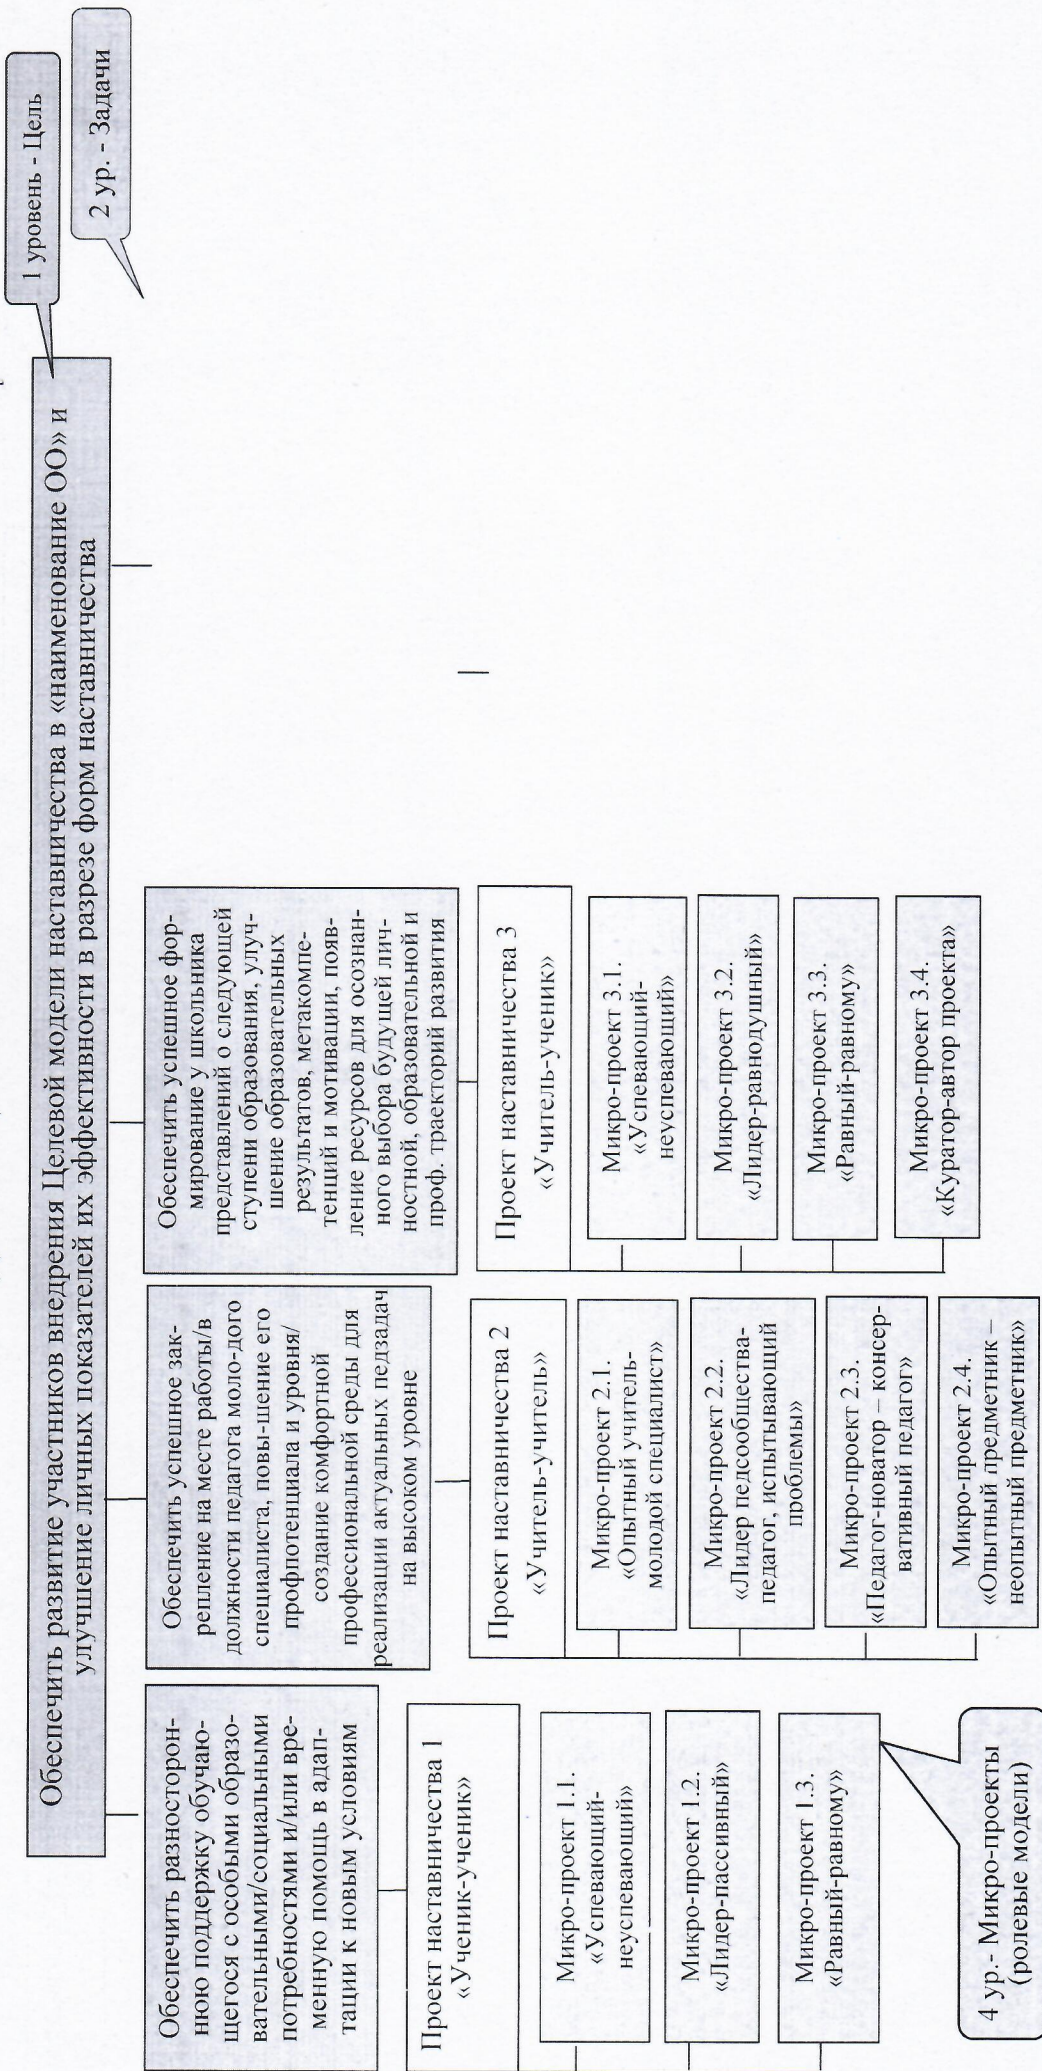 1 уровень - Цель
2 ур. - Задачи
Обеспечить развитие участников внедрения Целевой модели наставничества в «наименование ОО» и
улучшение личных показателей их эффективности в разрезе форм наставничества
Обеспечить разносторон-
нюю поддержку обучаю-
щегося с особыми образо-
вательными/социальными
потребностями и/или вре-
менную помощь в адап-
тации к новым условиям
Проект наставничества 1
«Ученик-ученик»
Микро-проект 1.1.
«Успевающий-
неуспевающий»
Микро-проект 1.2.
«Лидер-пассивный»
Микро-проект 1.3.
«Равный-равному»
4 ур.- Микро-проекты
(ролевые модели)
Обеспечить успешное зак-
репление на месте работы/в
должности педагога моло-дого
специалиста, повы-шение его
профпотенциала и уровня/
создание комфортной
профессиональной среды для
реализации актуальных педзадач
на высоком уровне
Проект наставничества 2
«Учитель-учитель»
Микро-проект 2.1.
«Опытный учитель-
молодой специалист»
Микро-проект 2.2.
«Лидер педсообщества-
педагог, испытывающий
проблемы»
Микро-проект 2.3.
«Педагог-новатор – консер-
вативный педагог»
Микро-проект 2.4.
«Опытный предметник –
неопытный предметник»
Обеспечить успешное фор-
мирование у школьника
представлений о следующей
ступени образования, улуч-
шение образовательных
результатов, метакомпе-
тенций и мотивации, появ-
ление ресурсов для осознан-
ного выбора будущей лич-
ностной, образовательной и
проф. траекторий развития
Проект наставничества 3
«Учитель-ученик»
Микро-проект 3.1.
«Успевающий-
неуспевающий»
Микро-проект 3.2.
«Лидер-равнодушный»
Микро-проект 3.3.
«Равный-равному»
Микро-проект 3.4.
«Куратор-автор проекта»